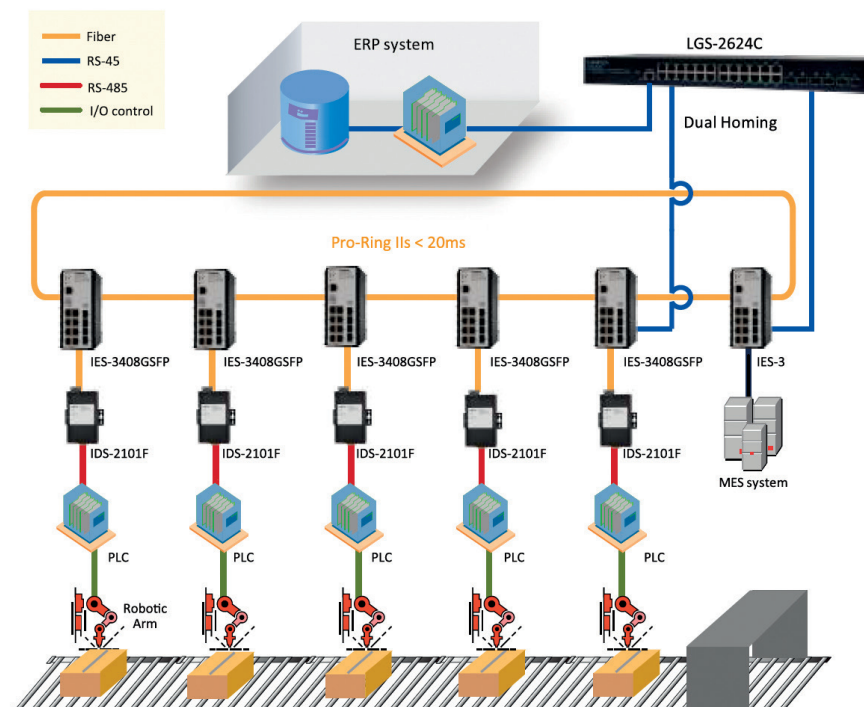 Fiber
RS-45
RS-485
I/O control
ERP system
LGS-2624C
Dual Homing
Pro-Ring IIs < 20ms
IES-3408GSFP
IES-3408GSFP
IES-3408GSFP
IES-3408GSFP
IES-3408GSFP
IES-3
IDS-2101F
IDS-2101F
IDS-2101F
IDS-2101F
IDS-2101F
MES system
PLC
PLC
PLC
PLC
PLC
Robotic
Arm